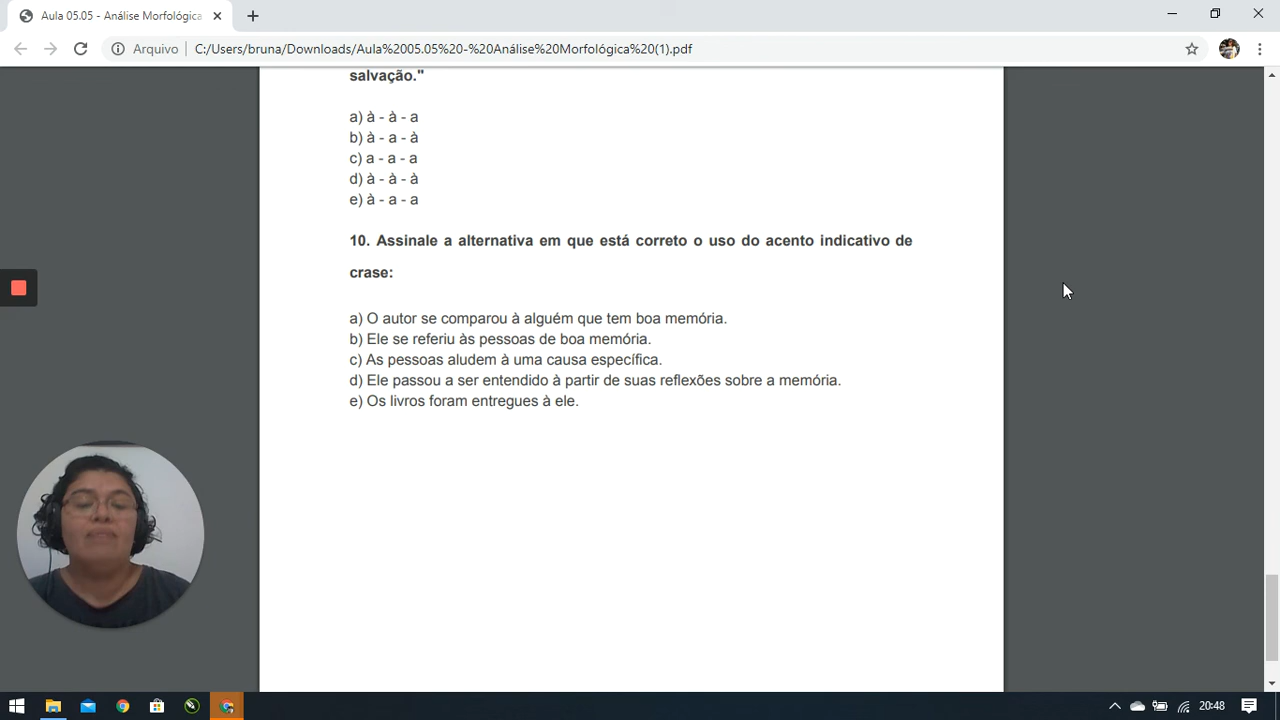 Aula 05.05 - Análise Morfológica
Arquivo
C:/Users/bruna/Downloads/Aula%2005.05%20-%20Análise%20Morfológica%20(1).pdf
salvação."
a) à - à - a
b) à - a - à
c) a - a - a
d) à - à - à
e) à - a - a
10. Assinale a alternativa em que está correto o uso do acento indicativo de
crase:
a) O autor se comparou à alguém que tem boa memória.
b) Ele se referiu às pessoas de boa memória.
c) As pessoas aludem à uma causa específica.
d) Ele passou a ser entendido à partir de suas reflexões sobre a memória.
e) Os livros foram entregues à ele.
20:48